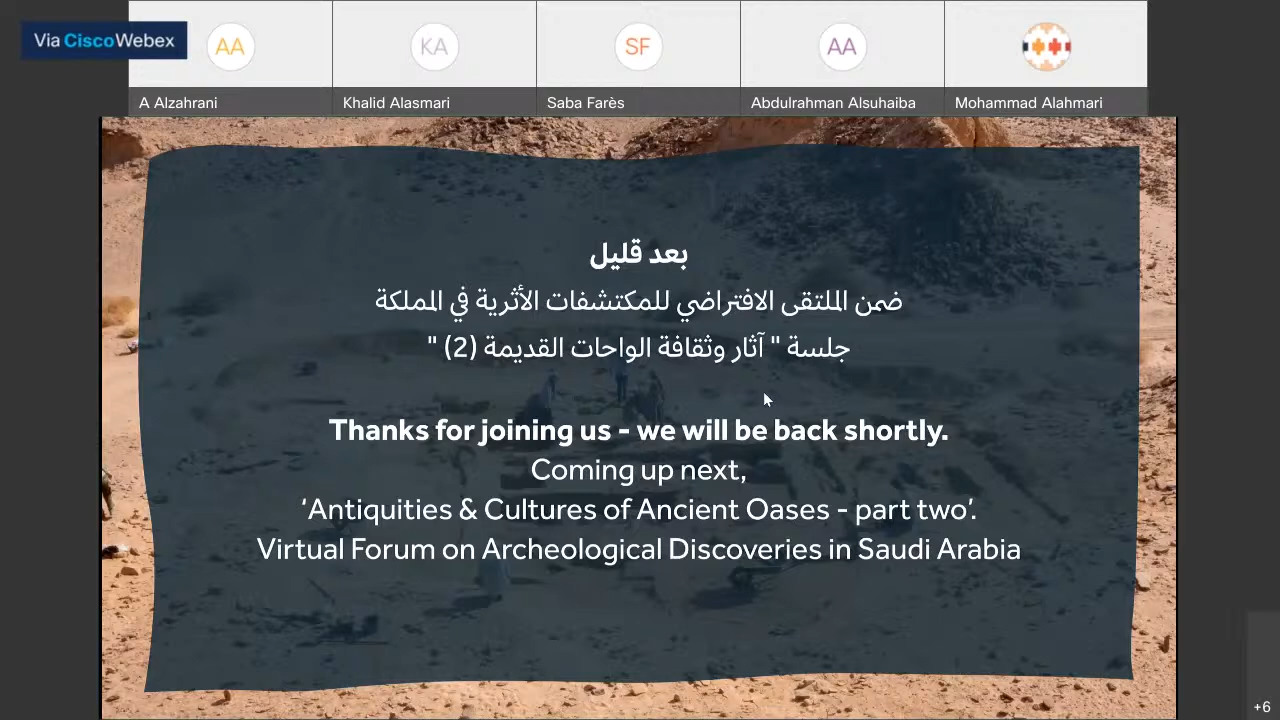 Via Cisco Webex
AA
KA
SF
AA
A Alzahrani
Khalid Alasmari
Saba Farès
Abdulrahman Alsuhaiba
Mohammad Alahmari
بعد قليل
ضمن الملتقى الافتراضي للمكتشفات الأثرية في المملكة
جلسة " آثار وثقافة الواحات القديمة (2) "
Thanks for joining us - we will be back shortly.
Coming up next,
‘Antiquities & Cultures of Ancient Oases - part two’.
Virtual Forum on Archeological Discoveries in Saudi Arabia
+6